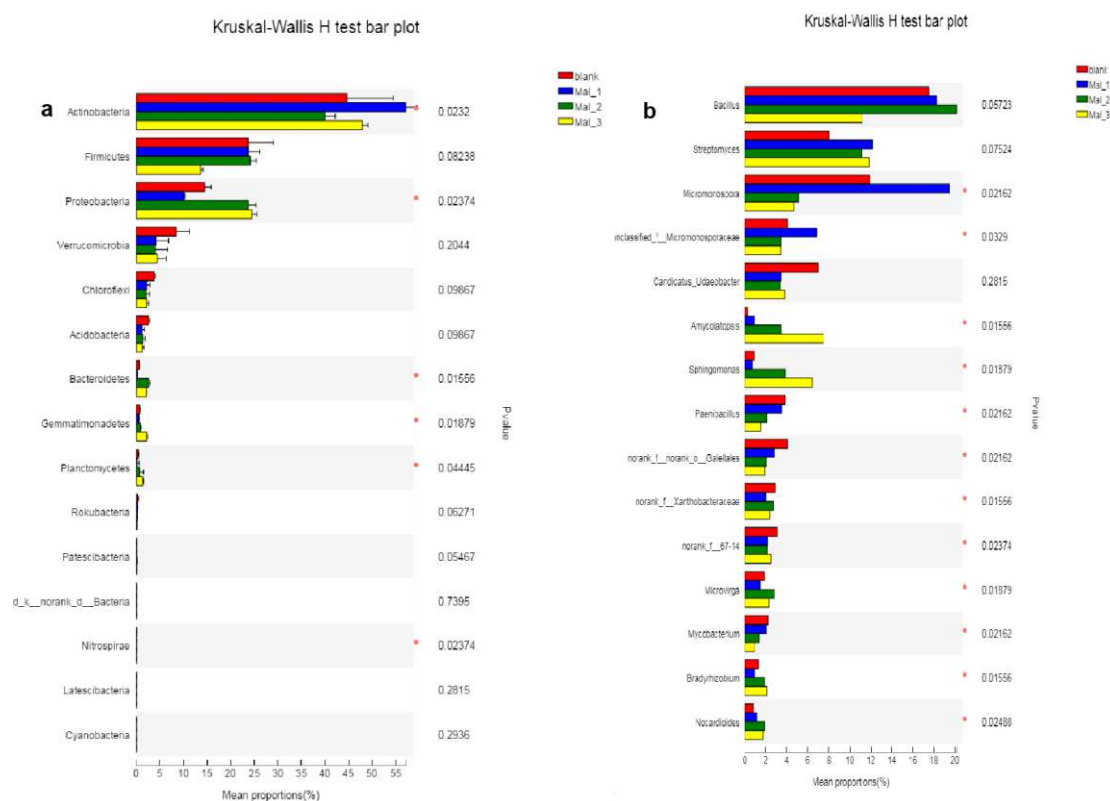 Kruskal-Wallis H test bar plot
a
blank
Mal_1
Mal_2
Mal_3
Actinobacteria * 0.0232
Firmicutes 0.08238
Proteobacteria * 0.02374
Verrucomicrobia 0.2044
Chloroflexi 0.09867
Acidobacteria 0.09867
Bacteroidetes * 0.01556
Gemmatimonadetes * 0.01879
Planctomycetes * 0.04445
Rokubacteria 0.06271
Patescibacteria 0.05467
d_k__norank_d__Bacteria 0.7395
Nitrospirae * 0.02374
Latescibacteria 0.2815
Cyanobacteria 0.2936
0 5 10 15 20 25 30 35 40 45 50 55
Mean proportions(%)
Pvalue
Kruskal-Wallis H test bar plot
b
blank
Mal_1
Mal_2
Mal_3
Bacillus 0.05723
Streptomyces 0.07524
Micromonospora * 0.02162
nclassified_f__Micromonosporaceae * 0.0329
Candicatus_Udaeobacter 0.2815
Amycolatopsis * 0.01556
Sphingomonas * 0.01879
Paenibacillus * 0.02162
norank_f__norank_o__Gaiellales * 0.02162
norank_f__Xanthobacteraceae * 0.01556
norank_f__67-14 * 0.02374
Microvirga * 0.01879
Mycobacterium * 0.02162
Bradyrhizobium * 0.01556
Nocardioides * 0.02488
0 2 4 6 8 10 12 14 16 18 20
Mean proportions(%)
Pvalue